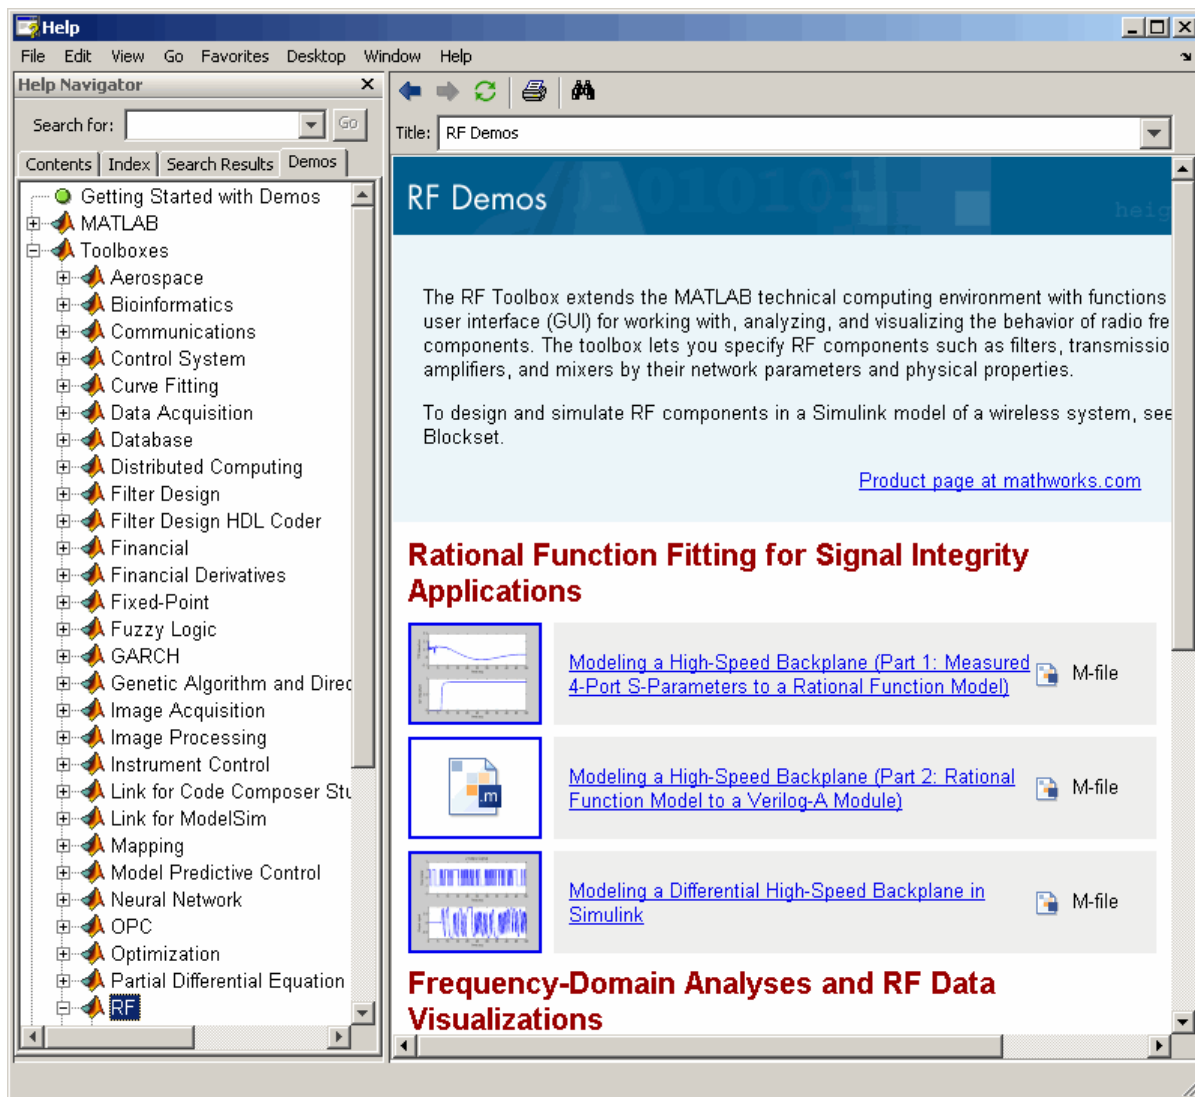 Help
File Edit View Go Favorites Desktop Window Help
Help Navigator
Search for:
Go
Contents Index Search Results Demos
Getting Started with Demos
MATLAB
Toolboxes
Aerospace
Bioinformatics
Communications
Control System
Curve Fitting
Data Acquisition
Database
Distributed Computing
Filter Design
Filter Design HDL Coder
Financial
Financial Derivatives
Fixed-Point
Fuzzy Logic
GARCH
Genetic Algorithm and Direc
Image Acquisition
Image Processing
Instrument Control
Link for Code Composer Stu
Link for ModelSim
Mapping
Model Predictive Control
Neural Network
OPC
Optimization
Partial Differential Equation
RF
Title: RF Demos
RF Demos
01010101
heig
The RF Toolbox extends the MATLAB technical computing environment with functions
user interface (GUI) for working with, analyzing, and visualizing the behavior of radio fre
components. The toolbox lets you specify RF components such as filters, transmissio
amplifiers, and mixers by their network parameters and physical properties.
To design and simulate RF components in a Simulink model of a wireless system, see
Blockset.
Product page at mathworks.com
Rational Function Fitting for Signal Integrity
Applications
Modeling a High-Speed Backplane (Part 1: Measured
4-Port S-Parameters to a Rational Function Model)
M-file
.m
Modeling a High-Speed Backplane (Part 2: Rational
Function Model to a Verilog-A Module)
M-file
Modeling a Differential High-Speed Backplane in
Simulink
M-file
Frequency-Domain Analyses and RF Data
Visualizations